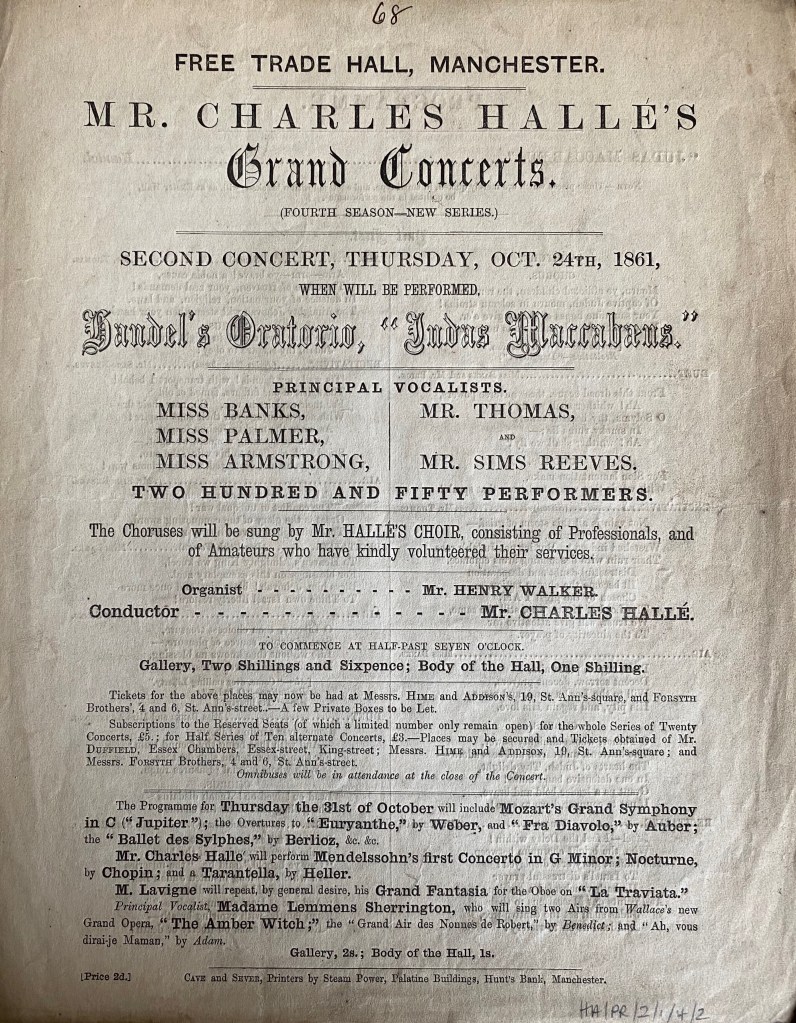 68
FREE TRADE HALL, MANCHESTER.
MR. CHARLES HALLÉ'S
Grand Concerts.
(FOURTH SEASON—NEW SERIES.)
SECOND CONCERT, THURSDAY, OCT. 24TH, 1861,
WHEN WILL BE PERFORMED,
Handel's Oratorio, "Judas Maccabæus."
PRINCIPAL VOCALISTS.
MISS BANKS,
MISS PALMER,
MISS ARMSTRONG,
MR. THOMAS,
AND
MR. SIMS REEVES.
TWO HUNDRED AND FIFTY PERFORMERS.
The Choruses will be sung by Mr. HALLÉ'S CHOIR, consisting of Professionals, and
of Amateurs who have kindly volunteered their services.
Organist - - - - - - - - - - Mr. HENRY WALKER.
Conductor - - - - - - - - - - - - - Mr. CHARLES HALLÉ.
TO COMMENCE AT HALF-PAST SEVEN O'CLOCK.
Gallery, Two Shillings and Sixpence; Body of the Hall, One Shilling.
Tickets for the above places may now be had at Messrs. HIME and ADDISON'S, 19, St. Ann's-square, and FORSYTH
Brothers', 4 and 6, St. Ann's-street.—A few Private Boxes to be Let.
Subscriptions to the Reserved Seats (of which a limited number only remain open) for the whole Series of Twenty
Concerts, £5.; for Half Series of Ten alternate Concerts, £3.—Places may be secured and Tickets obtained of Mr.
DUFFIELD, Essex Chambers, Essex-street, King-street; Messrs. HIME and ADDISON, 19, St. Ann's-square; and
Messrs. FORSYTH Brothers, 4 and 6, St. Ann's-street.
Omnibuses will be in attendance at the close of the Concert.
The Programme for Thursday the 31st of October will include Mozart's Grand Symphony
in C ("Jupiter"); the Overtures to "Euryanthe," by Weber, and "Fra Diavolo," by Auber;
the "Ballet des Sylphes," by Berlioz, &c. &c.
Mr. Charles Hallé will perform Mendelssohn's first Concerto in G Minor; Nocturne,
by Chopin; and a Tarantella, by Heller.
M. Lavigne will repeat, by general desire, his Grand Fantasia for the Oboe on "La Traviata."
Principal Vocalist, Madame Lemmens Sherrington, who will sing two Airs from Wallace's new
Grand Opera, "The Amber Witch;" the "Grand Air des Nonnes de Robert," by Benedict; and "Ah, vous
dirai-je Maman," by Adam.
Gallery, 2s.; Body of the Hall, 1s.
[Price 2d.]
CAVE and SEVER, Printers by Steam Power, Palatine Buildings, Hunt's Bank, Manchester.
HA/PR/2/1/4/2